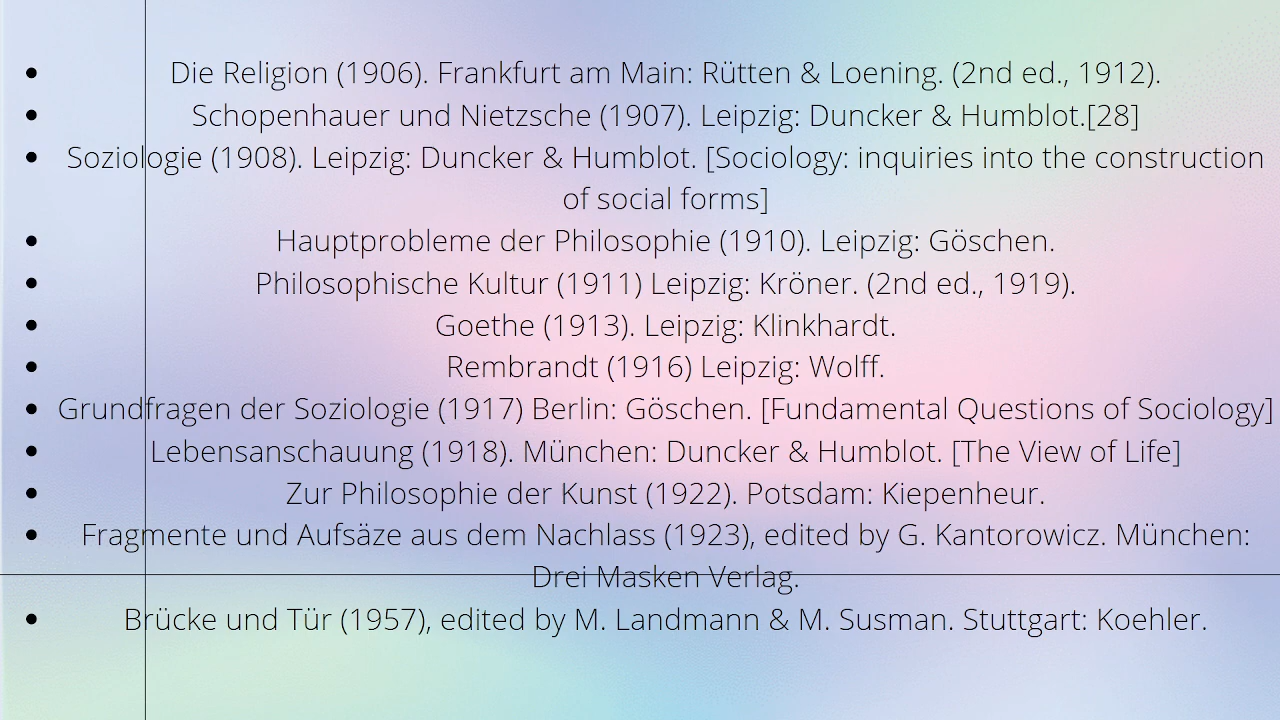 • Die Religion (1906). Frankfurt am Main: Rütten & Loening. (2nd ed., 1912).
• Schopenhauer und Nietzsche (1907). Leipzig: Duncker & Humblot.[28]
• Soziologie (1908). Leipzig: Duncker & Humblot. [Sociology: inquiries into the construction
of social forms]
• Hauptprobleme der Philosophie (1910). Leipzig: Göschen.
• Philosophische Kultur (1911) Leipzig: Kröner. (2nd ed., 1919).
• Goethe (1913). Leipzig: Klinkhardt.
• Rembrandt (1916) Leipzig: Wolff.
• Grundfragen der Soziologie (1917) Berlin: Göschen. [Fundamental Questions of Sociology]
• Lebensanschauung (1918). München: Duncker & Humblot. [The View of Life]
• Zur Philosophie der Kunst (1922). Potsdam: Kiepenheur.
• Fragmente und Aufsäze aus dem Nachlass (1923), edited by G. Kantorowicz. München:
Drei Masken Verlag.
• Brücke und Tür (1957), edited by M. Landmann & M. Susman. Stuttgart: Koehler.